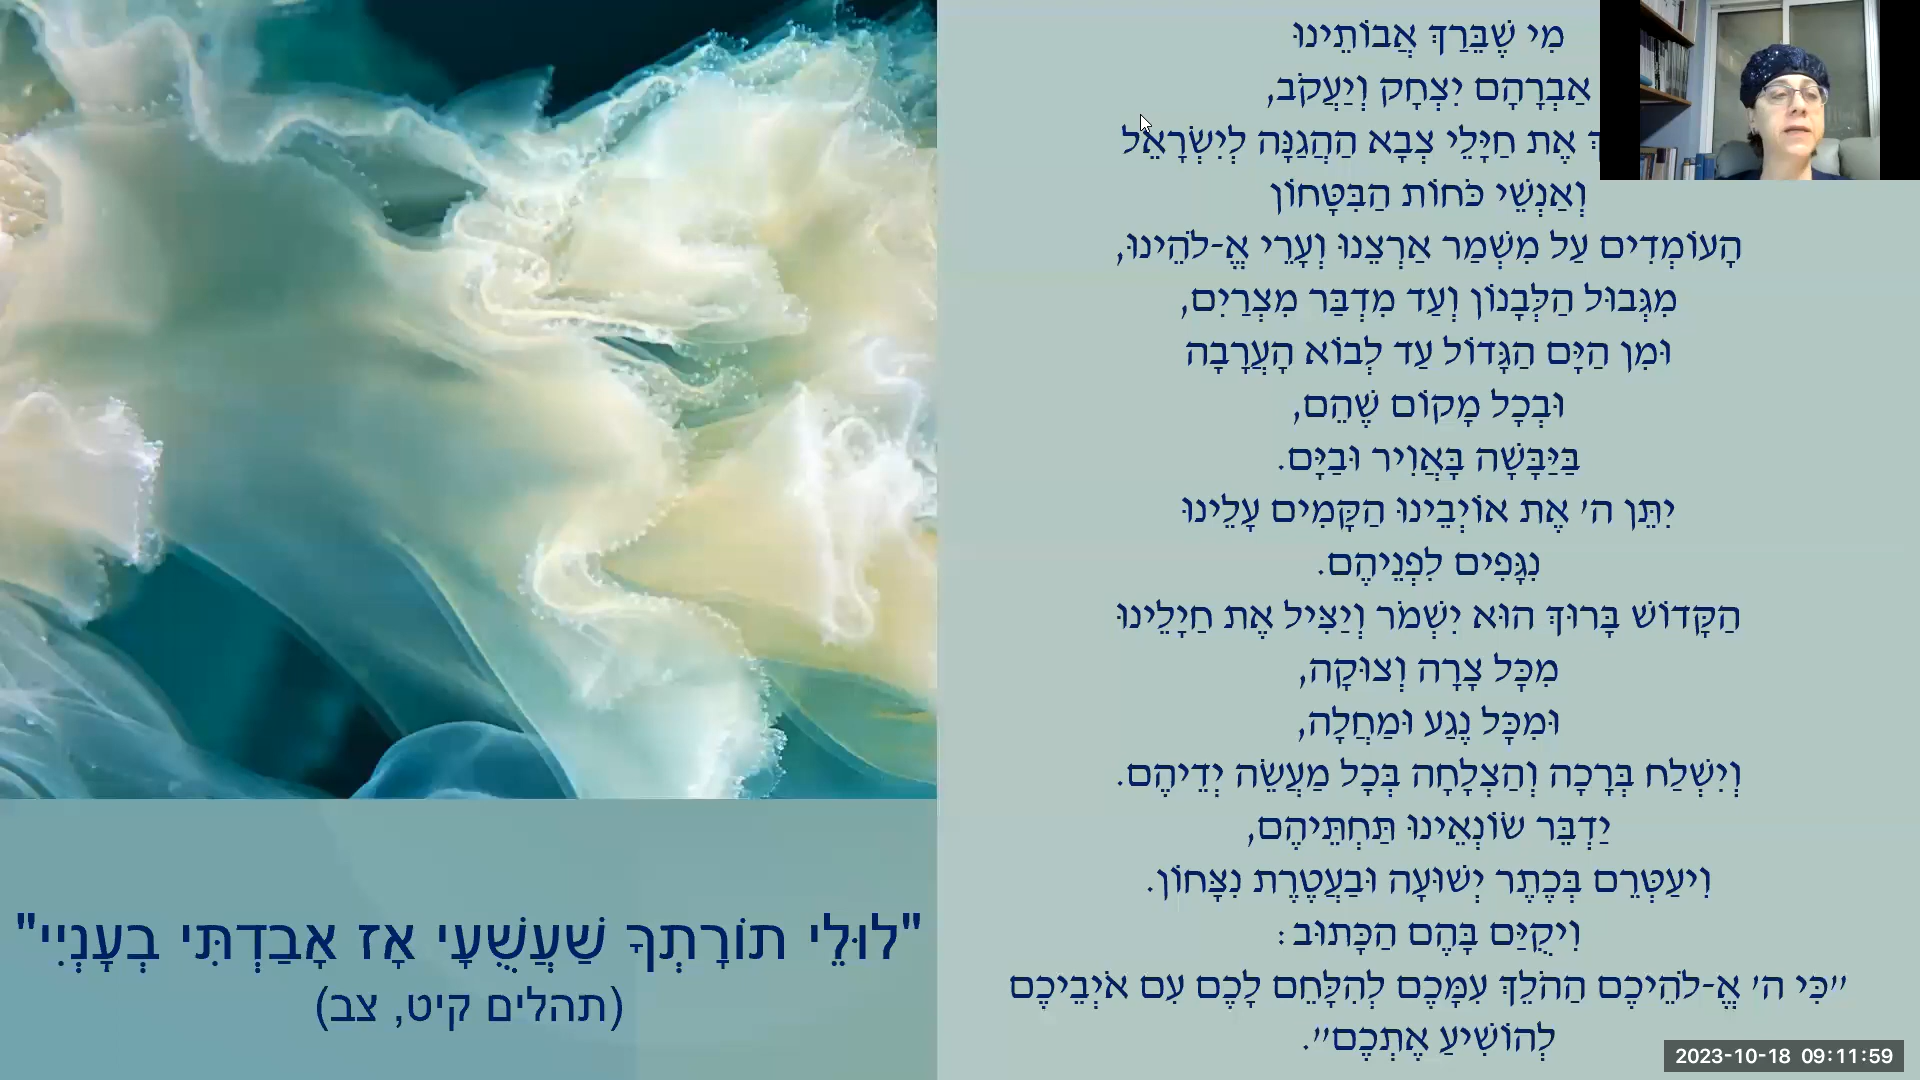 מִי שֶׁבֵּרַךְ אֲבוֹתֵינוּ
אַבְרָהָם יִצְחָק וְיַעֲקֹב,
אֶת חַיָּלֵי צְבָא הַהֲגַנָּה לְיִשְׂרָאֵל
וְאַנְשֵׁי כֹּחוֹת הַבִּטָּחוֹן
הָעוֹמְדִים עַל מִשְׁמַר אַרְצֵנוּ וְעָרֵי אֱ-לֹהֵינוּ,
מִגְּבוּל הַלְּבָנוֹן וְעַד מִדְבַּר מִצְרַיִם,
וּמִן הַיָּם הַגָּדוֹל עַד לְבוֹא הָעֲרָבָה
וּבְכָל מָקוֹם שֶׁהֵם,
בַּיַּבָּשָׁה בָּאֲוִיר וּבַיָּם.
יִתֵּן ה' אֶת אוֹיְבֵינוּ הַקָּמִים עָלֵינוּ
נִגָּפִים לִפְנֵיהֶם.
הַקָּדוֹשׁ בָּרוּךְ הוּא יִשְׁמֹר וְיַצִּיל אֶת חַיָלֵינוּ
מִכָּל צָרָה וְצוּקָה,
וּמִכָּל נֶגַע וּמַחֲלָה,
וְיִשְׁלַח בְּרָכָה וְהַצְלָחָה בְּכָל מַעֲשֵׂה יְדֵיהֶם.
יַדְבֵּר שׂוֹנְאֵינוּ תַּחְתֵּיהֶם,
וִיעַטְּרֵם בְּכֶתֶר יְשׁוּעָה וּבַעֲטֶרֶת נִצָּחוֹן.
וִיקֻיַּם בָּהֶם הַכָּתוּב:
"כִּי ה' אֱ-לֹהֵיכֶם הַהֹלֵךְ עִמָּכֶם לְהִלָּחֵם לָכֶם עִם אֹיְבֵיכֶם
לְהוֹשִׁיעַ אֶתְכֶם".
"לוּלֵי תוֹרָתְךָ שַׁעֲשֻׁעָי אָז אָבַדְתִּי בְעָנְיִי"
(תהלים קיט, צב)
2023-10-18 09:11:59